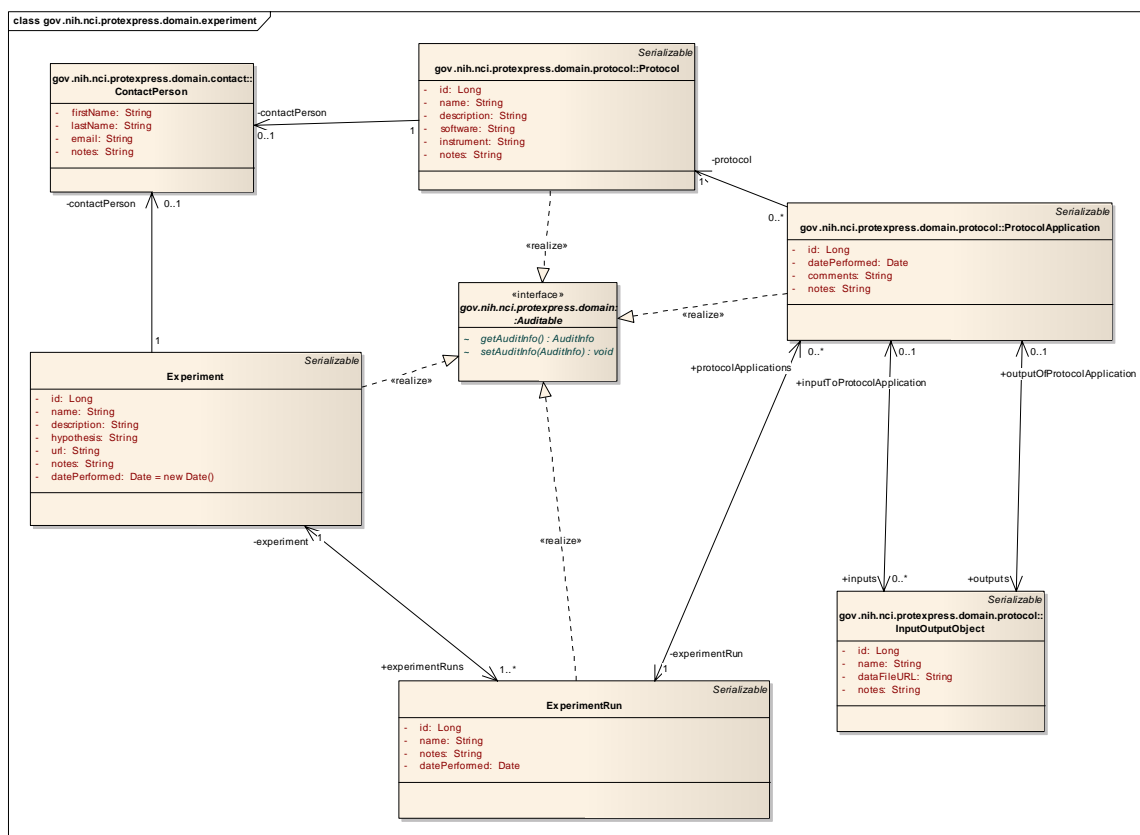 class gov.nih.nci.protexpress.domain.experiment
Serializable
gov.nih.nci.protexpress.domain.protocol::Protocol
- id: Long
- name: String
- description: String
- software: String
- instrument: String
- notes: String
gov.nih.nci.protexpress.domain.contact::
ContactPerson
- firstName: String
- lastName: String
- email: String
- notes: String
-contactPerson
0..1
1
-protocol
1
0..*
Serializable
gov.nih.nci.protexpress.domain.protocol::ProtocolApplication
- id: Long
- datePerformed: Date
- comments: String
- notes: String
-contactPerson
0..1
1
«realize»
«interface»
gov.nih.nci.protexpress.domain:
:Auditable
~ getAuditInfo() : AuditInfo
~ setAuditInfo(AuditInfo) : void
«realize»
«realize»
Serializable
Experiment
- id: Long
- name: String
- description: String
- hypothesis: String
- url: String
- notes: String
- datePerformed: Date = new Date()
+protocolApplications
0..*
+inputToProtocolApplication
0..1
+outputOfProtocolApplication
0..1
-experiment
1
«realize»
+inputs
0..*
+outputs
Serializable
gov.nih.nci.protexpress.domain.protocol::
InputOutputObject
- id: Long
- name: String
- dataFileURL: String
- notes: String
+experimentRuns
1..*
-experimentRun
1
Serializable
ExperimentRun
- id: Long
- name: String
- notes: String
- datePerformed: Date